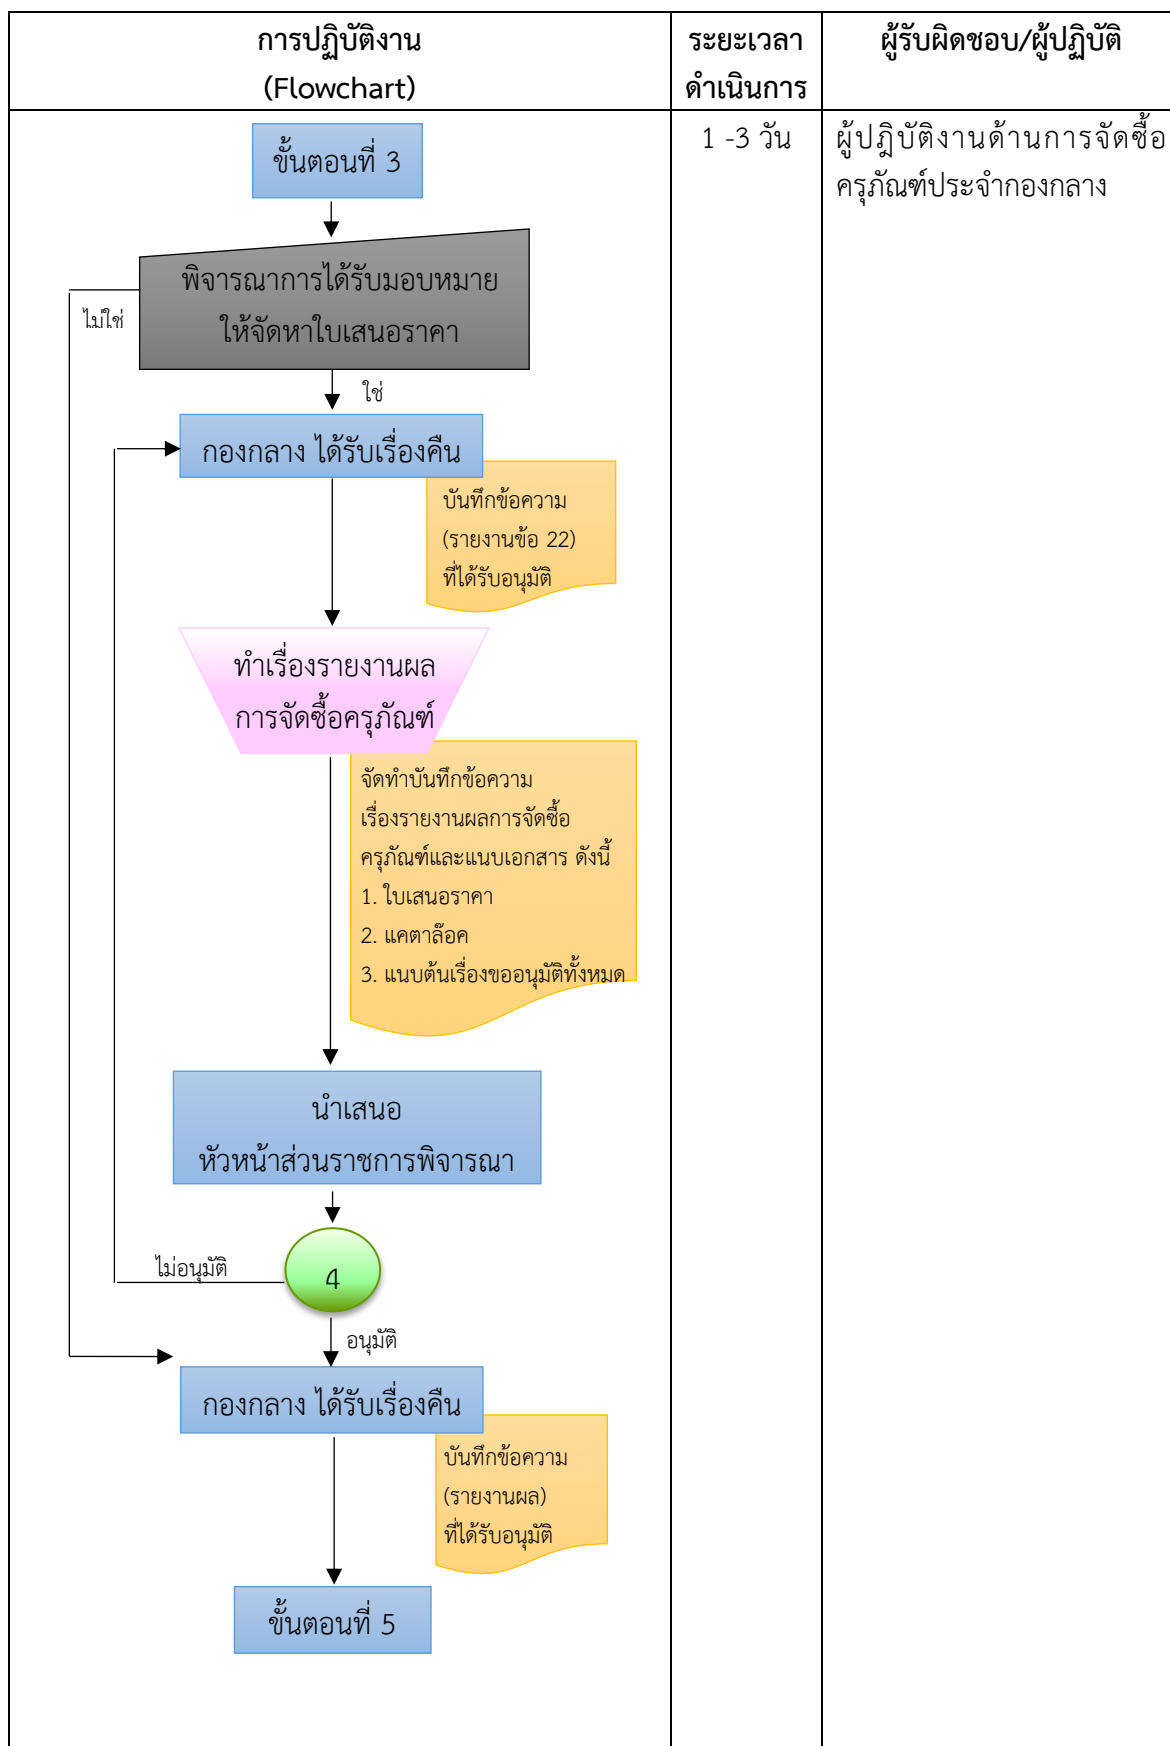 การปฏิบัติงาน
(Flowchart)
ระยะเวลา
ดำเนินการ
ผู้รับผิดชอบ/ผู้ปฏิบัติ
1 -3 วัน
ผู้ปฎิบัติงานด้านการจัดซื้อ
ครุภัณฑ์ประจำกองกลาง
ขั้นตอนที่ 3
พิจารณาการได้รับมอบหมาย
ให้จัดหาใบเสนอราคา
ไม่ใช่
ใช่
กองกลาง ได้รับเรื่องคืน
บันทึกข้อความ
(รายงานข้อ 22)
ที่ได้รับอนุมัติ
ทำเรื่องรายงานผล
การจัดซื้อครุภัณฑ์
จัดทำบันทึกข้อความ
เรื่องรายงานผลการจัดซื้อ
ครุภัณฑ์และแนบเอกสาร ดังนี้
1. ใบเสนอราคา
2. แคตาล๊อค
3. แนบต้นเรื่องขออนุมัติทั้งหมด
นำเสนอ
หัวหน้าส่วนราชการพิจารณา
ไม่อนุมัติ
4
อนุมัติ
กองกลาง ได้รับเรื่องคืน
บันทึกข้อความ
(รายงานผล)
ที่ได้รับอนุมัติ
ขั้นตอนที่ 5